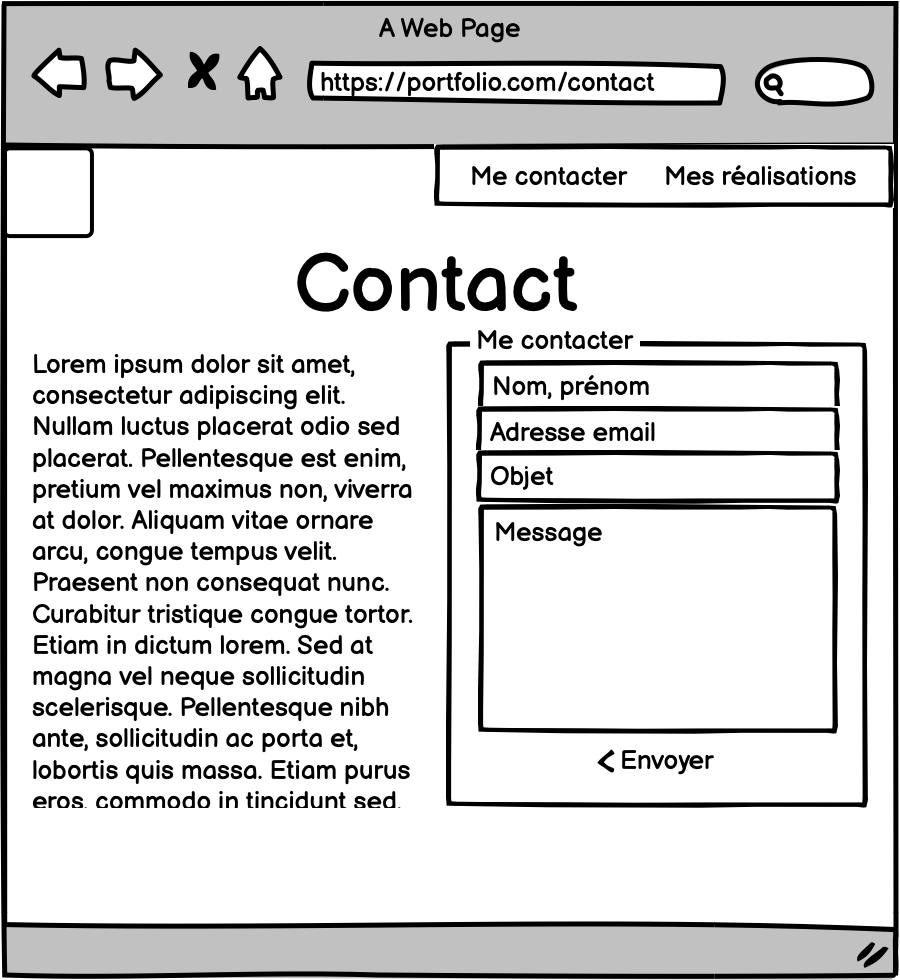 A Web Page
https://portfolio.com/contact
Me contacter Mes réalisations
Contact
Lorem ipsum dolor sit amet,
consectetur adipiscing elit.
Nullam luctus placerat odio sed
placerat. Pellentesque est enim,
pretium vel maximus non, viverra
at dolor. Aliquam vitae ornare
arcu, congue tempus velit.
Praesent non consequat nunc.
Curabitur tristique congue tortor.
Etiam in dictum lorem. Sed at
magna vel neque sollicitudin
scelerisque. Pellentesque nibh
ante, sollicitudin ac porta et,
lobortis quis massa. Etiam purus
eros, commodo in tincidunt sed,
Me contacter
Nom, prénom
Adresse email
Objet
Message
Envoyer